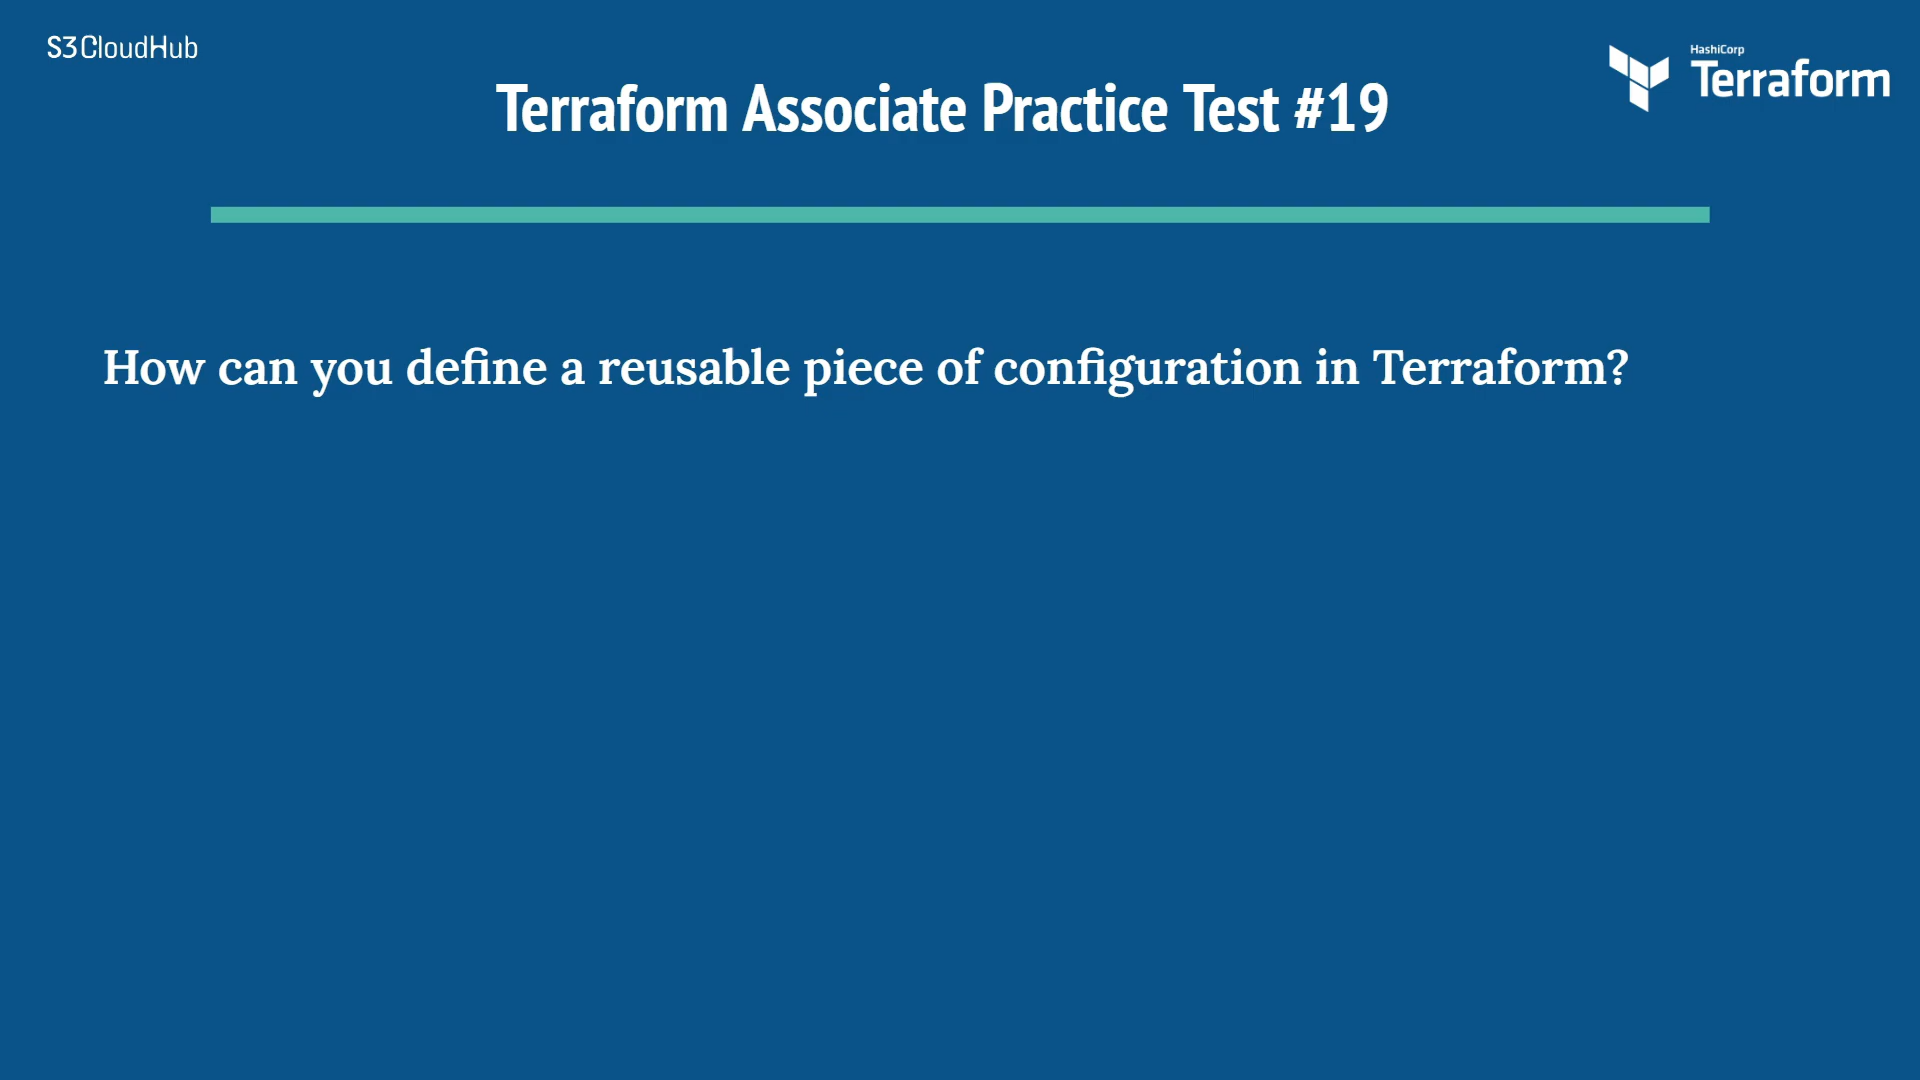 S3CloudHub
HashiCorp
Terraform
Terraform Associate Practice Test #19
How can you define a reusable piece of configuration in Terraform?